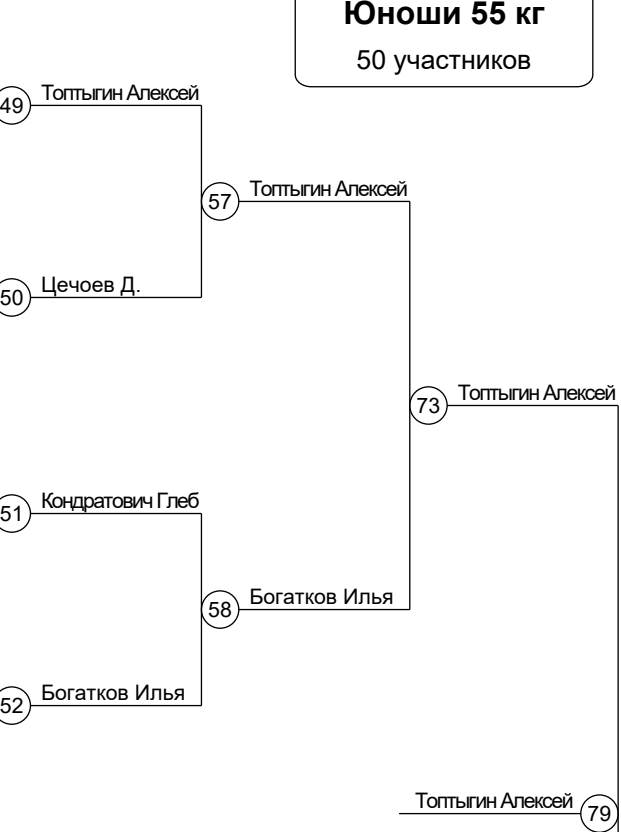 Юноши 55 кг
50 участников
Топтыгин Алексей
49
Топтыгин Алексей
57
Цечоев Д.
50
Топтыгин Алексей
73
Кондратович Глеб
51
Богатков Илья
58
Богатков Илья
52
Топтыгин Алексей
79